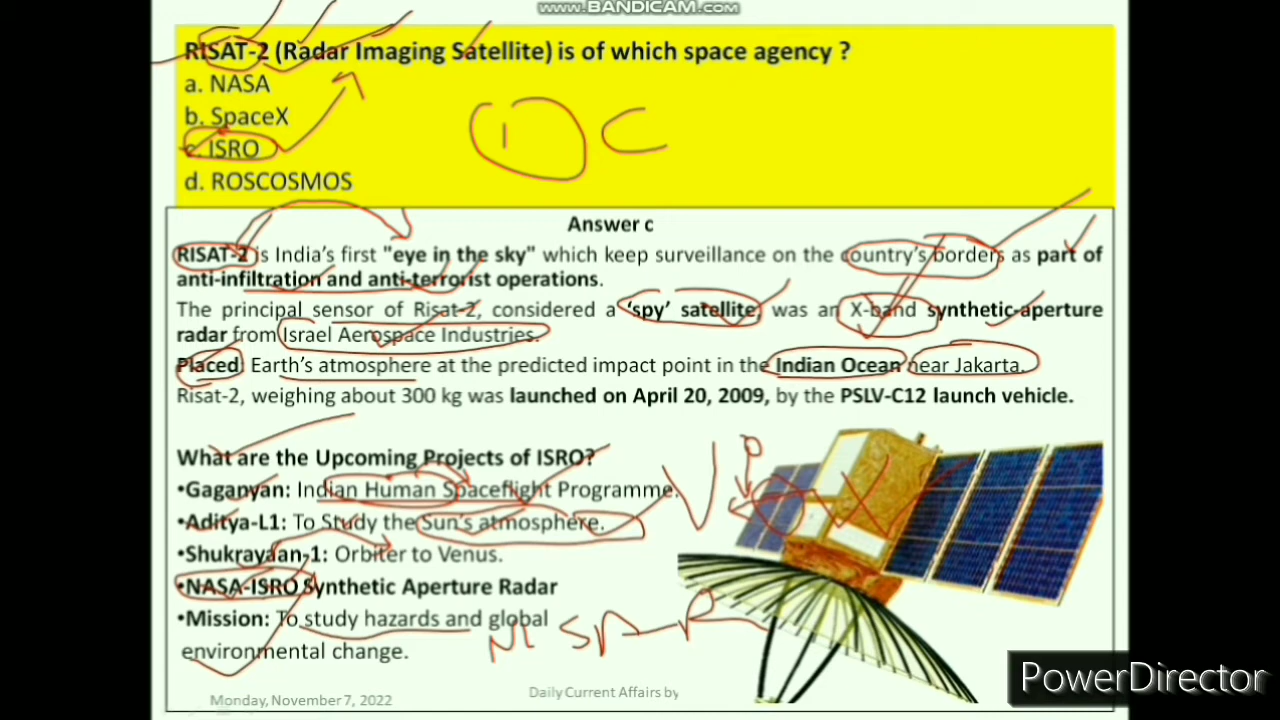 www.BANDICAM.com
RISAT-2 (Radar Imaging Satellite) is of which space agency ?
a. NASA
b. SpaceX
c. ISRO
d. ROSCOSMOS
1 C
Answer c
RISAT-2 is India's first "eye in the sky" which keep surveillance on the country's borders as part of
anti-infiltration and anti-terrorist operations.
The principal sensor of Risat-2, considered a 'spy' satellite, was an X-band synthetic-aperture
radar from Israel Aerospace Industries.
Placed: Earth's atmosphere at the predicted impact point in the Indian Ocean near Jakarta.
Risat-2, weighing about 300 kg was launched on April 20, 2009, by the PSLV-C12 launch vehicle.
What are the Upcoming Projects of ISRO?
•Gaganyan: Indian Human Spaceflight Programme.
•Aditya-L1: To Study the Sun's atmosphere.
•Shukrayaan-1: Orbiter to Venus.
•NASA-ISRO Synthetic Aperture Radar
•Mission: To study hazards and global
environmental change.
NISAR
Monday, November 7, 2022
Daily Current Affairs by
PowerDirector